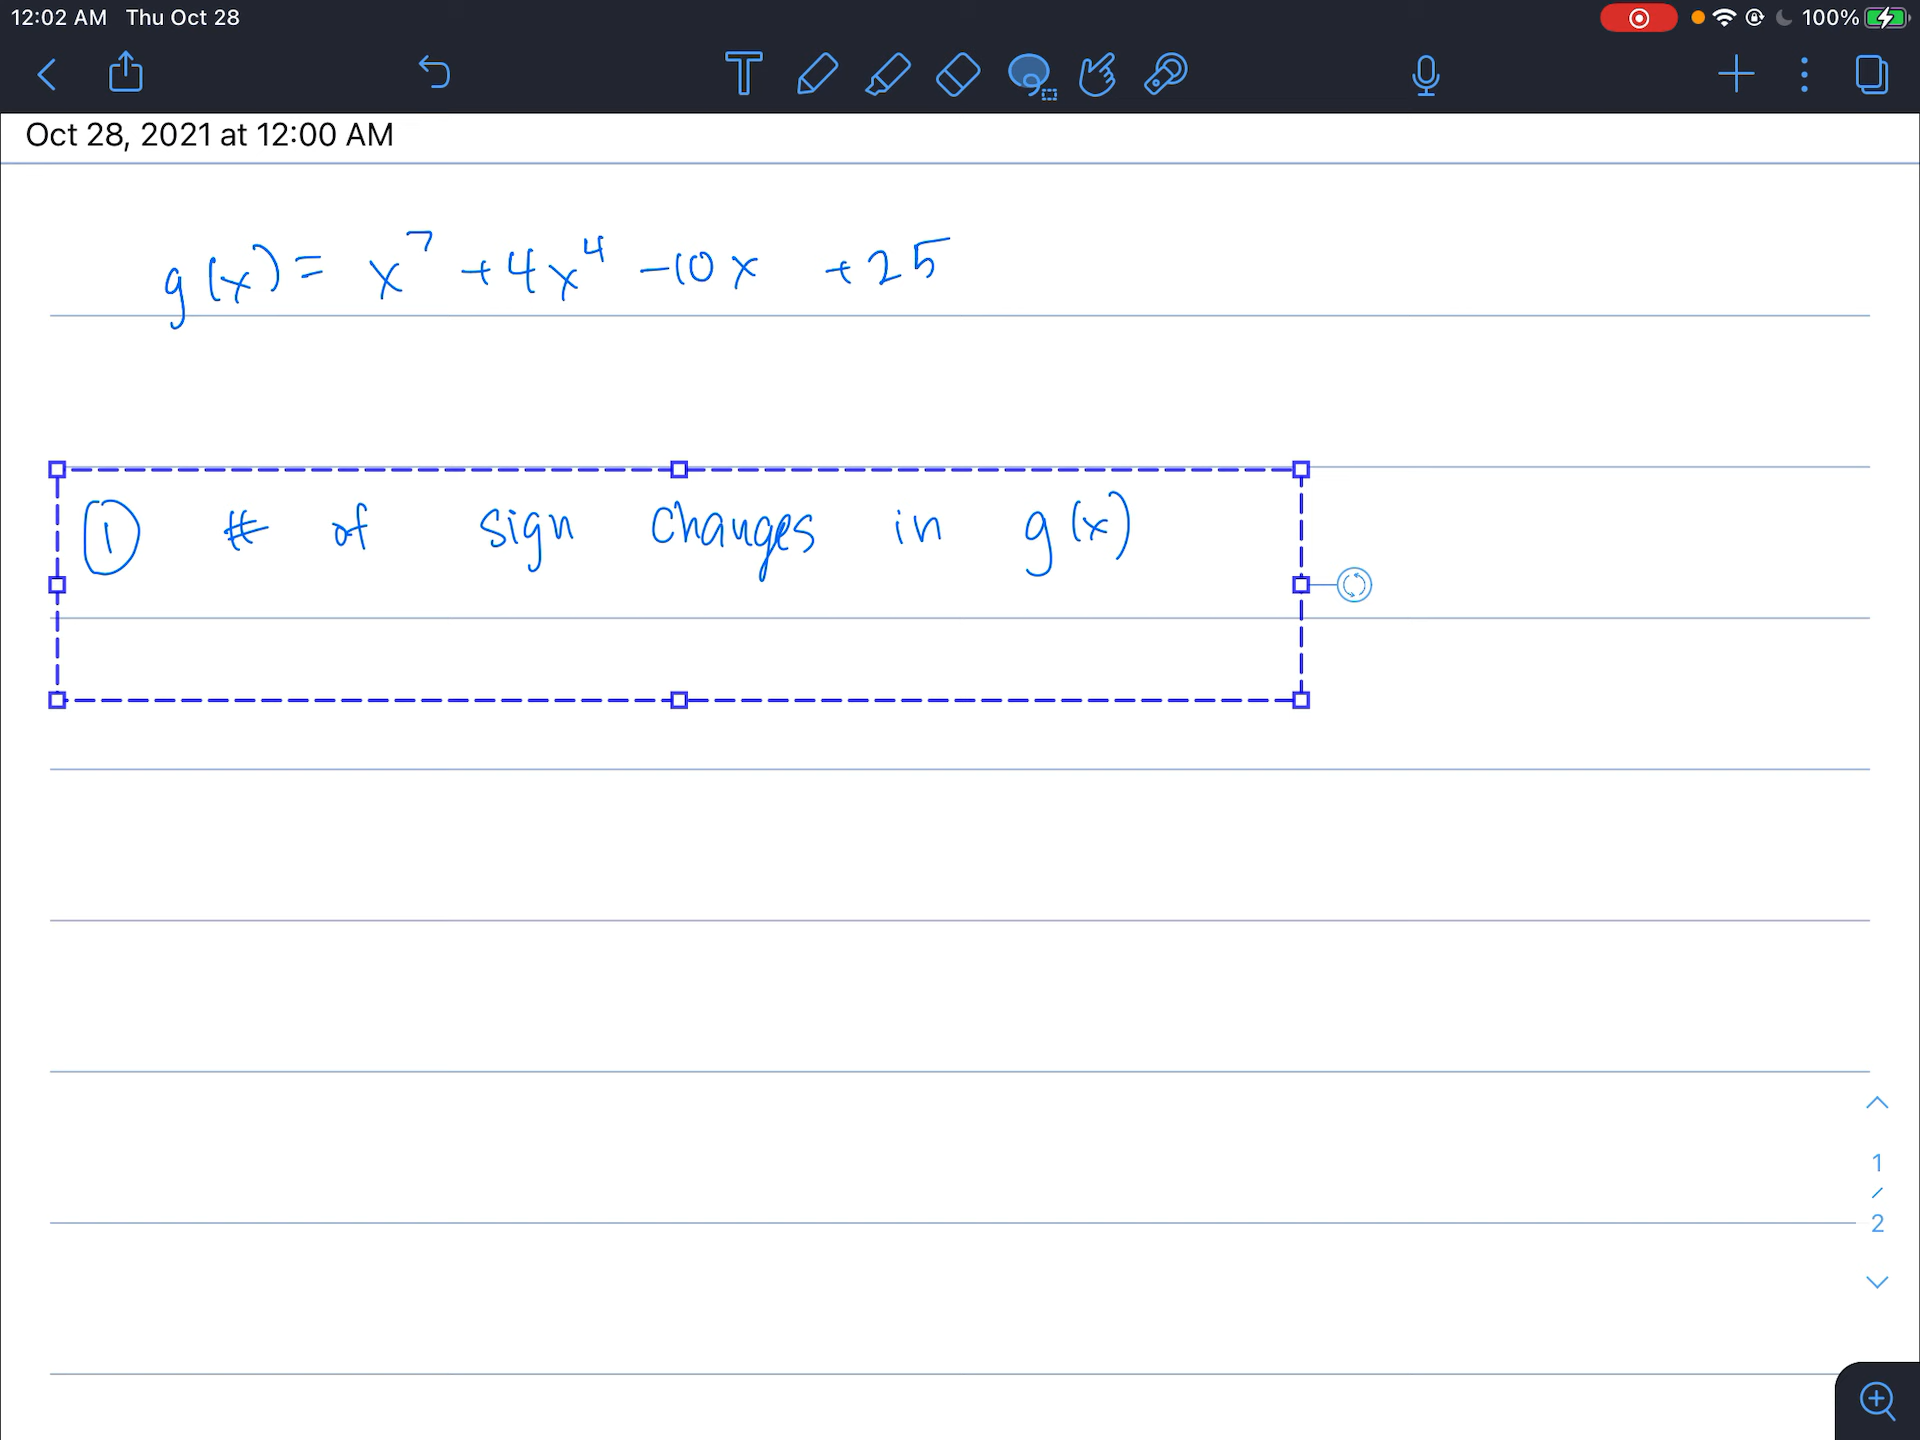 12:02 AM Thu Oct 28 100%
Oct 28, 2021 at 12:00 AM
g(x) = x⁷ + 4x⁴ - 10x + 25
① # of sign changes in g(x)
1
/
2